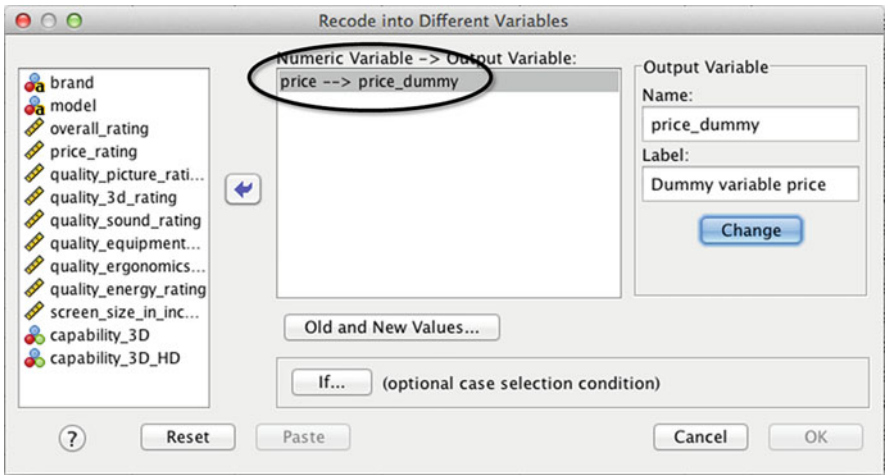 Recode into Different Variables
brand
model
overall_rating
price_rating
quality_picture_rati...
quality_3d_rating
quality_sound_rating
quality_equipment...
quality_ergonomics...
quality_energy_rating
screen_size_in_inc...
capability_3D
capability_3D_HD
Numeric Variable -> Output Variable:
price --> price_dummy
Output Variable
Name:
price_dummy
Label:
Dummy variable price
Change
Old and New Values...
If... (optional case selection condition)
? Reset Paste Cancel OK